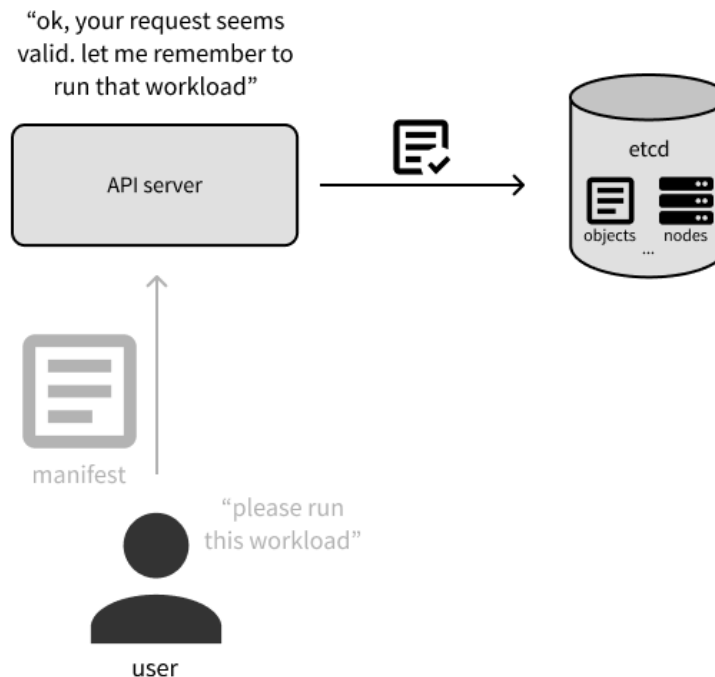 “ok, your request seems
valid. let me remember to
run that workload”
API server
etcd
objects
nodes
...
manifest
“please run
this workload”
user